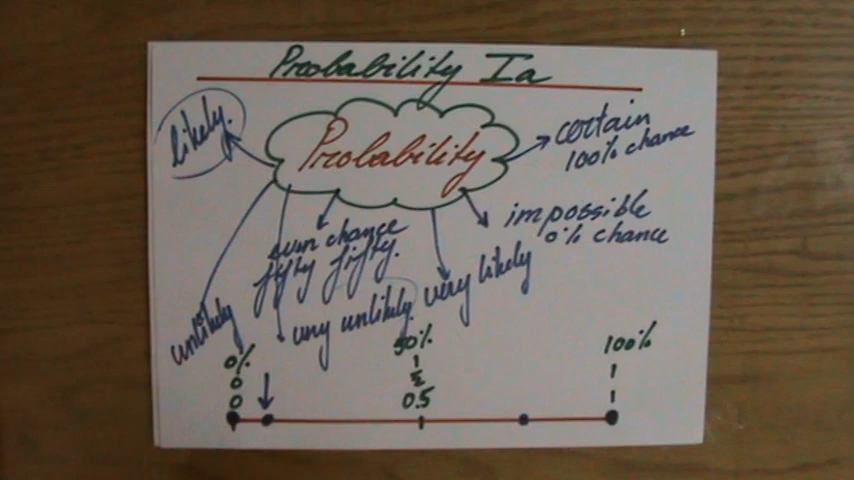 Probability Ia
likely.
Probability
certain
100% chance
impossible
0% chance
even chance
fifty fifty.
very likely
very unlikely
unlikely
0% 50% 100%
0 1/2 1
0 0.5 1